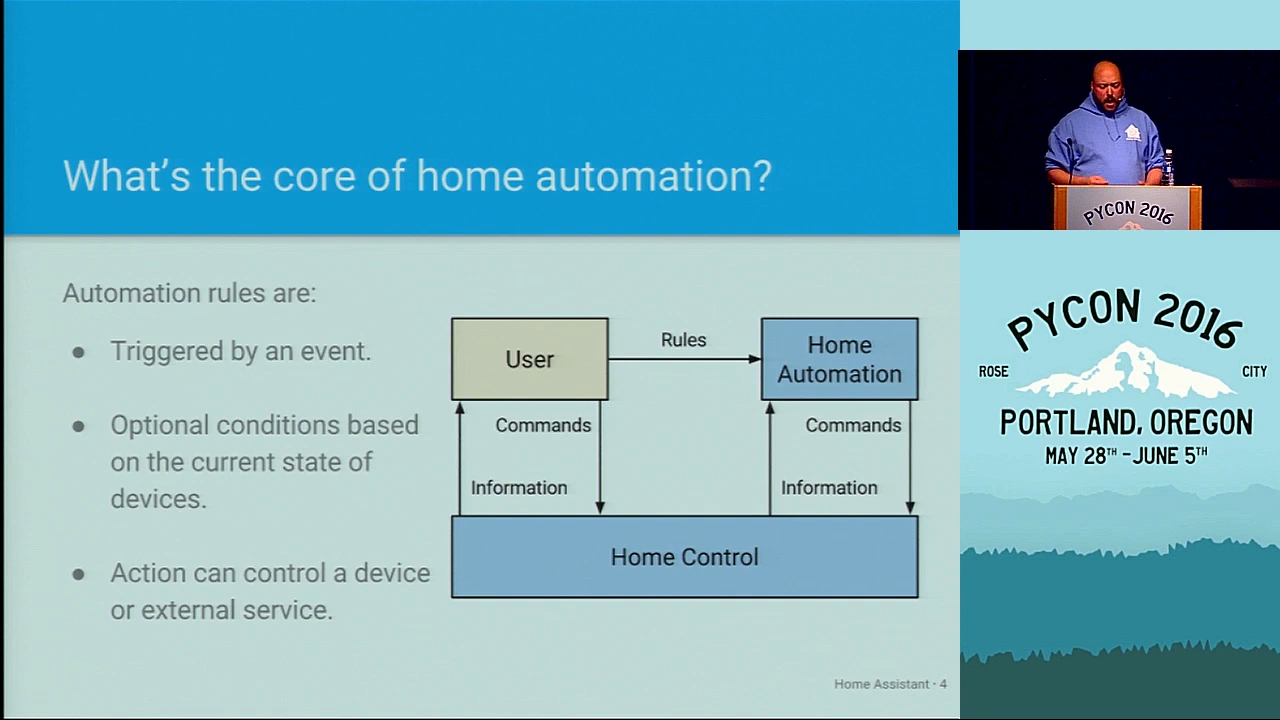 What's the core of home automation?
Automation rules are:
● Triggered by an event.
● Optional conditions based
on the current state of
devices.
● Action can control a device
or external service.
User
Rules
Home
Automation
Commands
Information
Commands
Information
Home Control
Home Assistant · 4
PYCON 2016
PYCON 2016
ROSE
CITY
PORTLAND, OREGON
MAY 28TH - JUNE 5TH